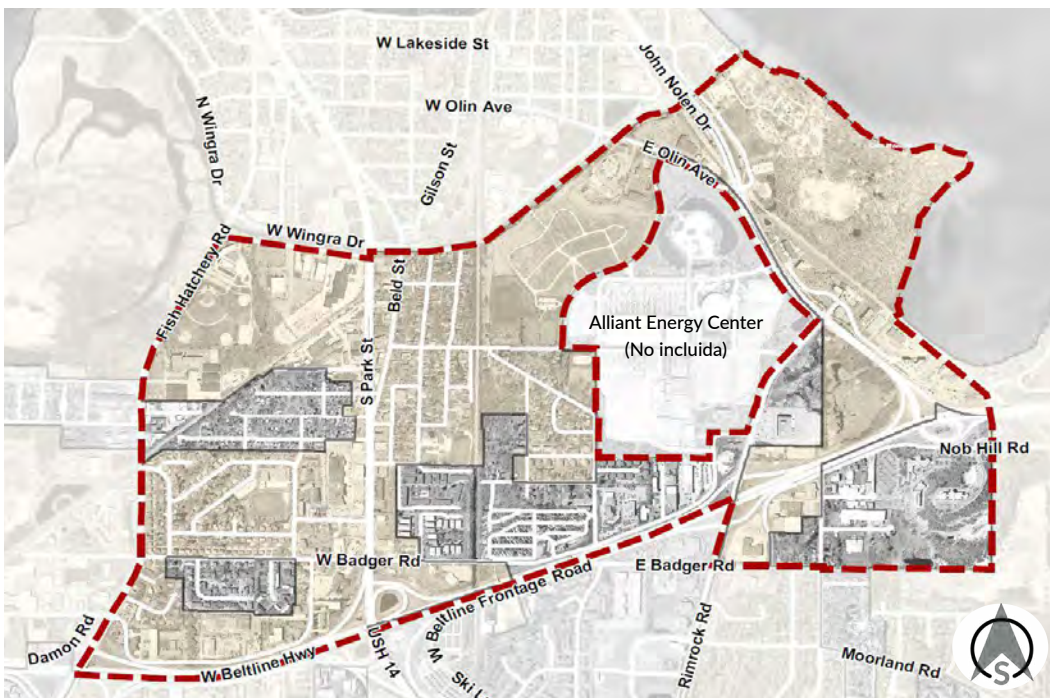 W Lakeside St
John Nolen Dr
W Olin Ave
N Wingra Dr
Gilson St
E Olin Ave
W Wingra Dr
Fish Hatchery Rd
Beld St
S Park St
Alliant Energy Center
(No incluida)
Nob Hill Rd
W Badger Rd
E Badger Rd
W Beltline Frontage Road
Damon Rd
W Beltline Hwy
USH 14
Rimrock Rd
Moorland Rd
Ski
S